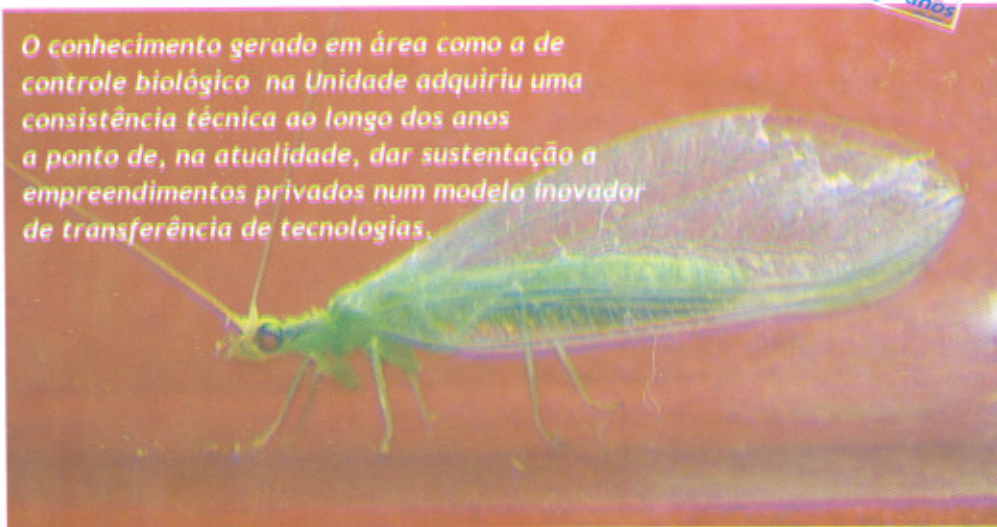 anos
O conhecimento gerado em área como a de
controle biológico na Unidade adquiriu uma
consistência técnica ao longo dos anos
a ponto de, na atualidade, dar sustentação a
empreendimentos privados num modelo inovador
de transferência de tecnologias.